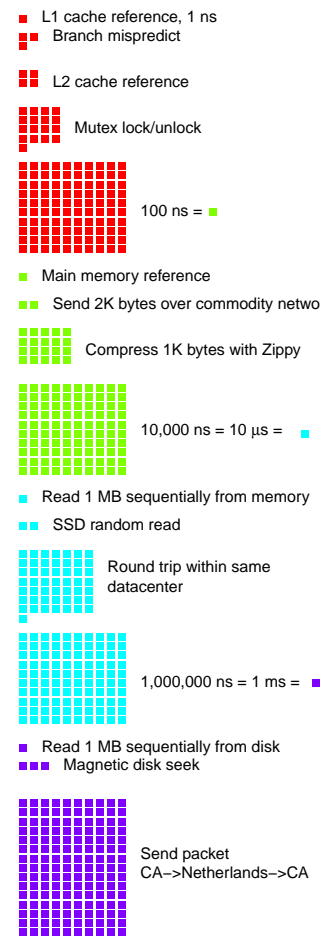 L1 cache reference, 1 ns
Branch mispredict
L2 cache reference
Mutex lock/unlock
100 ns =
Main memory reference
Send 2K bytes over commodity netwo
Compress 1K bytes with Zippy
10,000 ns = 10 μs =
Read 1 MB sequentially from memory
SSD random read
Round trip within same
datacenter
1,000,000 ns = 1 ms =
Read 1 MB sequentially from disk
Magnetic disk seek
Send packet
CA−>Netherlands−>CA